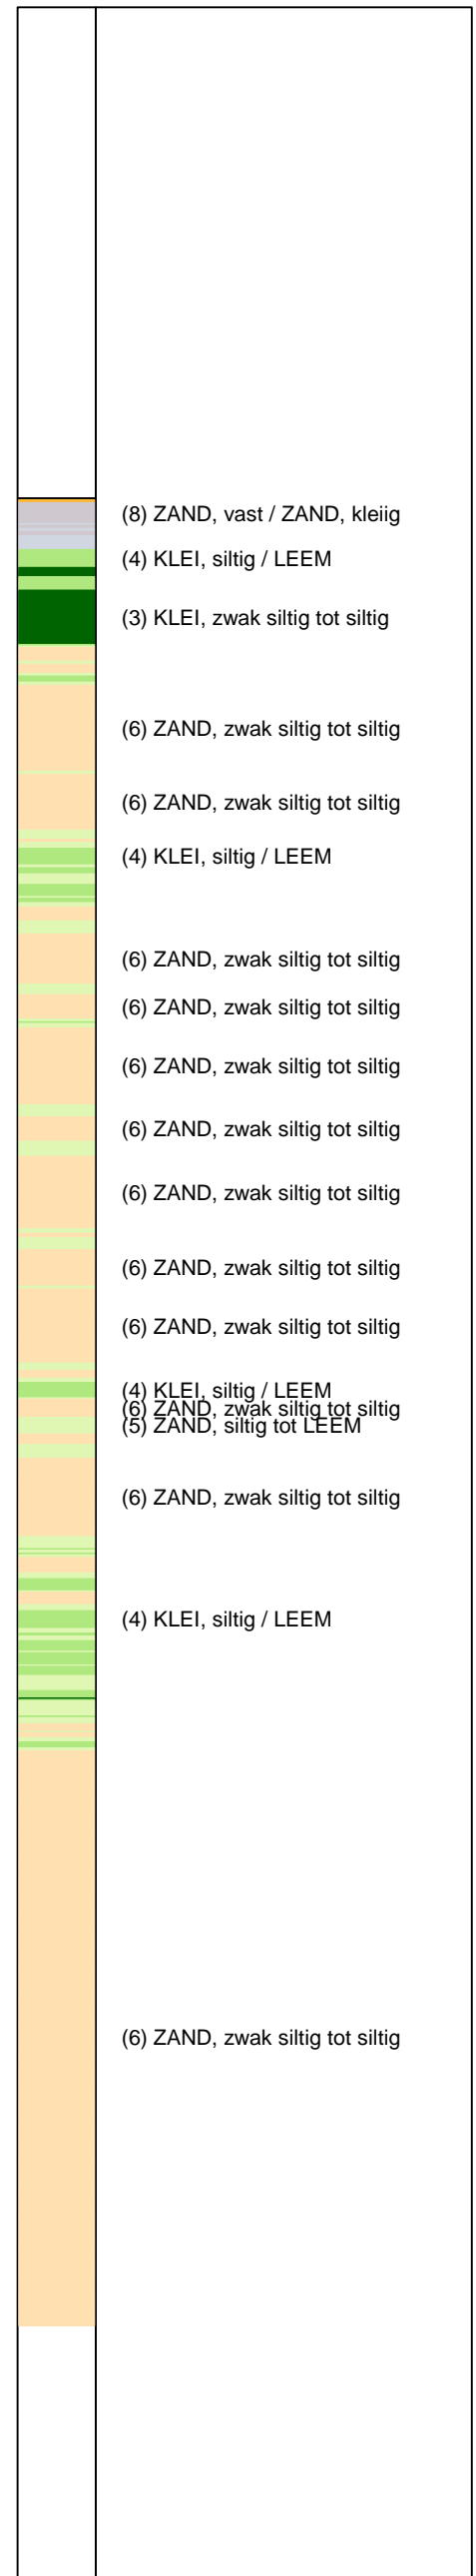 (8) ZAND, vast / ZAND, kleiig
(4) KLEI, siltig / LEEM
(3) KLEI, zwak siltig tot siltig
(6) ZAND, zwak siltig tot siltig
(6) ZAND, zwak siltig tot siltig
(4) KLEI, siltig / LEEM
(6) ZAND, zwak siltig tot siltig
(6) ZAND, zwak siltig tot siltig
(6) ZAND, zwak siltig tot siltig
(6) ZAND, zwak siltig tot siltig
(6) ZAND, zwak siltig tot siltig
(6) ZAND, zwak siltig tot siltig
(6) ZAND, zwak siltig tot siltig
(4) KLEI, siltig / LEEM
(6) ZAND, zwak siltig tot siltig
(5) ZAND, siltig tot LEEM
(6) ZAND, zwak siltig tot siltig
(4) KLEI, siltig / LEEM
(6) ZAND, zwak siltig tot siltig